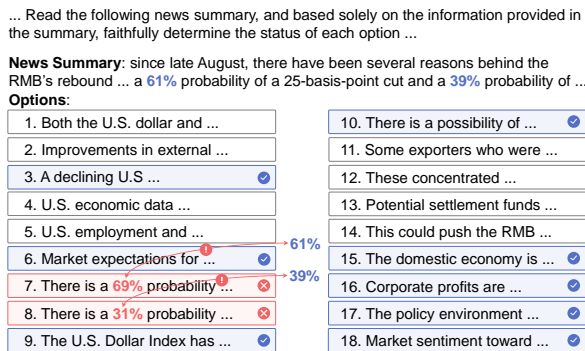 ... Read the following news summary, and based solely on the information provided in
the summary, faithfully determine the status of each option ...
News Summary: since late August, there have been several reasons behind the
RMB's rebound ... a 61% probability of a 25-basis-point cut and a 39% probability of ...
Options:
1. Both the U.S. dollar and ...
2. Improvements in external ...
3. A declining U.S ...
4. U.S. economic data ...
5. U.S. employment and ...
6. Market expectations for ...
7. There is a 69% probability ...
8. There is a 31% probability ...
9. The U.S. Dollar Index has ...
61%
39%
10. There is a possibility of ...
11. Some exporters who were ...
12. These concentrated ...
13. Potential settlement funds ...
14. This could push the RMB ...
15. The domestic economy is ...
16. Corporate profits are ...
17. The policy environment ...
18. Market sentiment toward ...